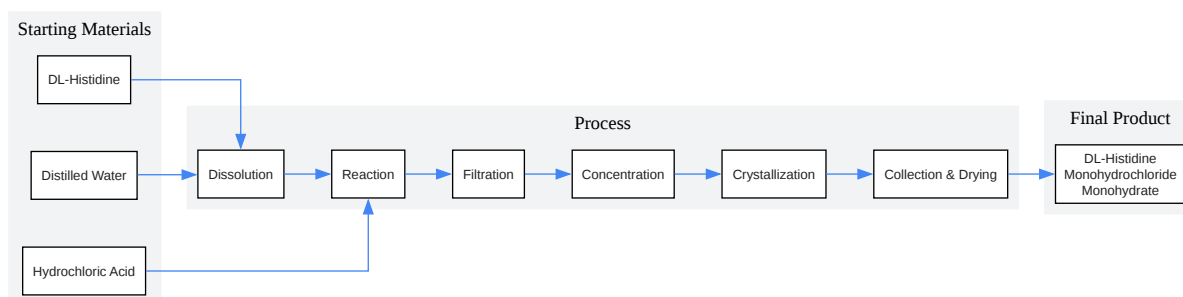 Starting Materials
DL-Histidine
Distilled Water
Hydrochloric Acid
Process
Dissolution
Reaction
Filtration
Concentration
Crystallization
Collection & Drying
Final Product
DL-Histidine
Monohydrochloride
Monohydrate